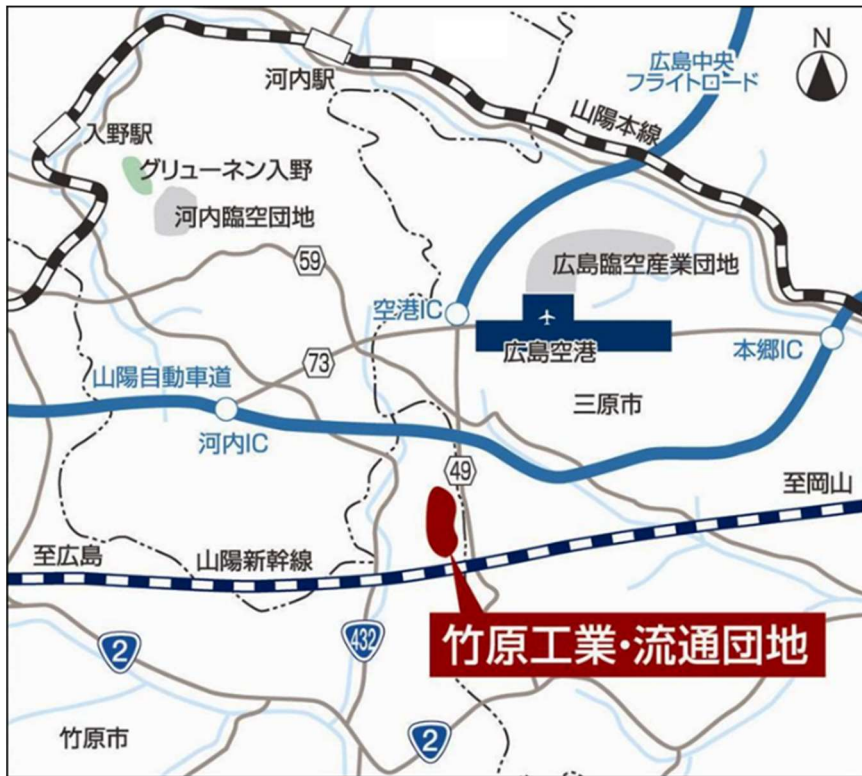 広島中央
フライトロード
N
河内駅
山陽本線
入野駅
グリューネン入野
河内臨空団地
59
広島臨空産業団地
空港IC
広島空港
本郷IC
73
山陽自動車道
三原市
河内IC
49
至岡山
至広島
山陽新幹線
竹原工業・流通団地
2
432
2
竹原市